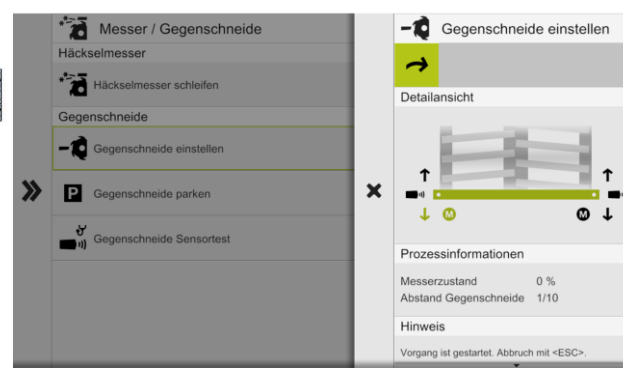 Messer / Gegenschneide
Häckselmesser
Häckselmesser schleifen
Gegenschneide
Gegenschneide einstellen
P Gegenschneide parken
Gegenschneide Sensortest
Gegenschneide einstellen
Detailansicht
M M
Prozessinformationen
Messerzustand 0 %
Abstand Gegenschneide 1/10
Hinweis
Vorgang ist gestartet. Abbruch mit <ESC>.